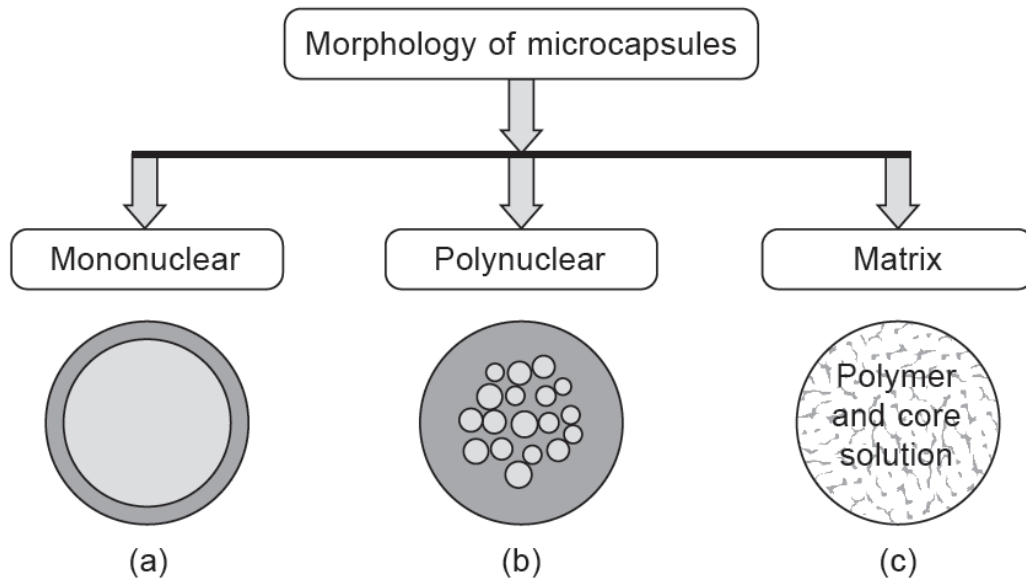 Morphology of microcapsules
Mononuclear
Polynuclear
Matrix
Polymer
and core
solution
(a)
(b)
(c)